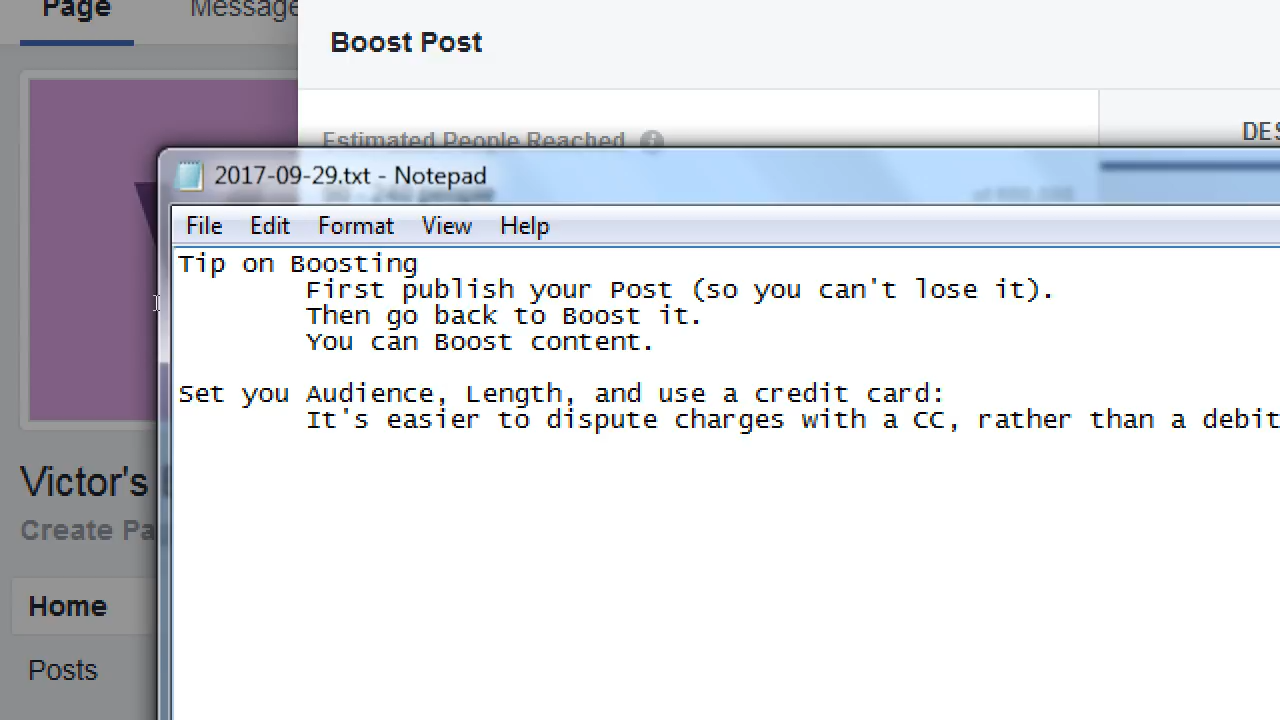 Page Message
Boost Post
Estimated People Reached
DES
2017-09-29.txt - Notepad
File Edit Format View Help
Tip on Boosting
First publish your Post (so you can't lose it).
Then go back to Boost it.
You can Boost content.
Set you Audience, Length, and use a credit card:
It's easier to dispute charges with a CC, rather than a debit
Victor's
Create Pa
Home
Posts